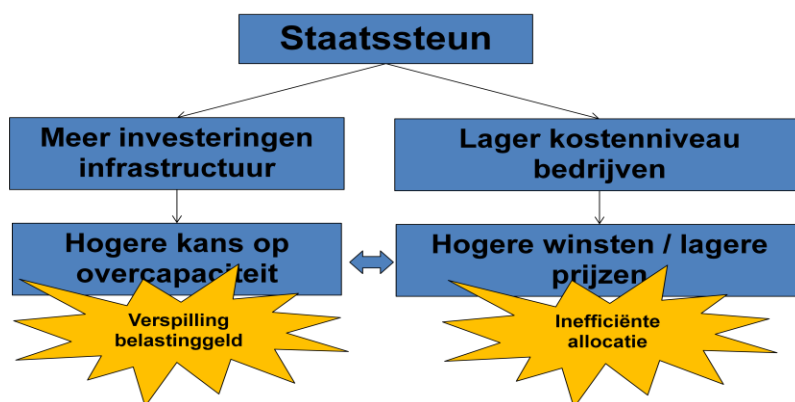 Staatssteun
Meer investeringen
infrastructuur
Lager kostenniveau
bedrijven
Hogere kans op
overcapaciteit
Hogere winsten / lagere
prijzen
Verspilling
belastinggeld
Inefficiënte
allocatie